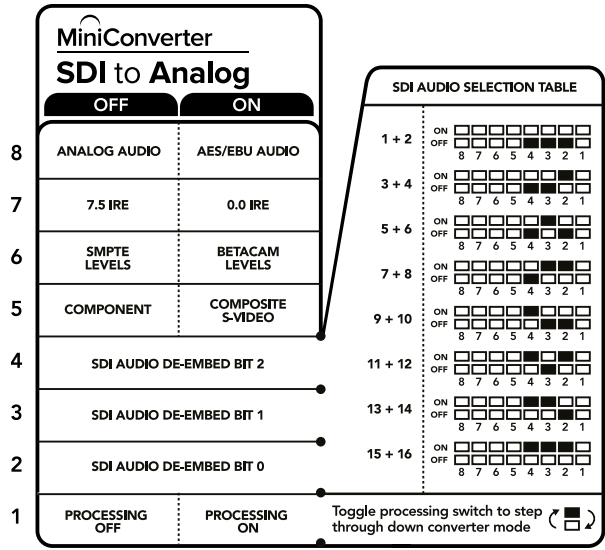 MiniConverter
SDI to Analog
OFF ON
8 ANALOG AUDIO AES/EBU AUDIO
7 7.5 IRE 0.0 IRE
6 SMPTE LEVELS BETACAM LEVELS
5 COMPONENT COMPOSITE S-VIDEO
4 SDI AUDIO DE-EMBED BIT 2
3 SDI AUDIO DE-EMBED BIT 1
2 SDI AUDIO DE-EMBED BIT 0
1 PROCESSING OFF PROCESSING ON
SDI AUDIO SELECTION TABLE
1 + 2 ON
OFF
8 7 6 5 4 3 2 1
3 + 4 ON
OFF
8 7 6 5 4 3 2 1
5 + 6 ON
OFF
8 7 6 5 4 3 2 1
7 + 8 ON
OFF
8 7 6 5 4 3 2 1
9 + 10 ON
OFF
8 7 6 5 4 3 2 1
11 + 12 ON
OFF
8 7 6 5 4 3 2 1
13 + 14 ON
OFF
8 7 6 5 4 3 2 1
15 + 16 ON
OFF
8 7 6 5 4 3 2 1
Toggle processing switch to step
through down converter mode